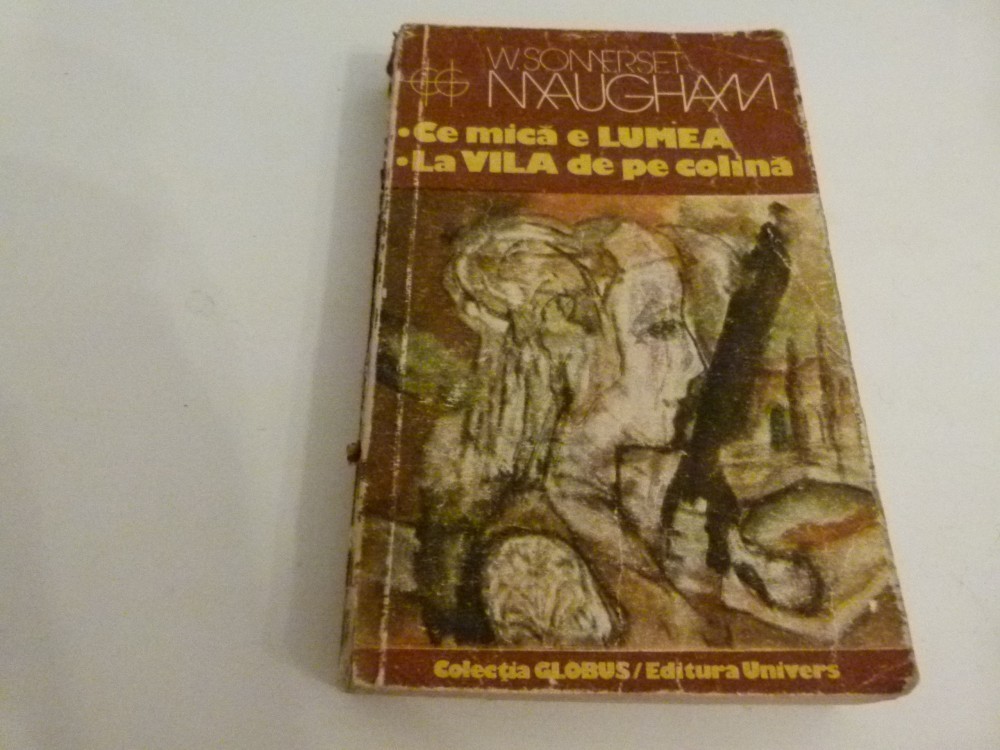 W. SOMERSET
MAUGHAM
• Ce mică e LUMEA
• La VILA de pe colină
Colecția GLOBUS / Editura Univers